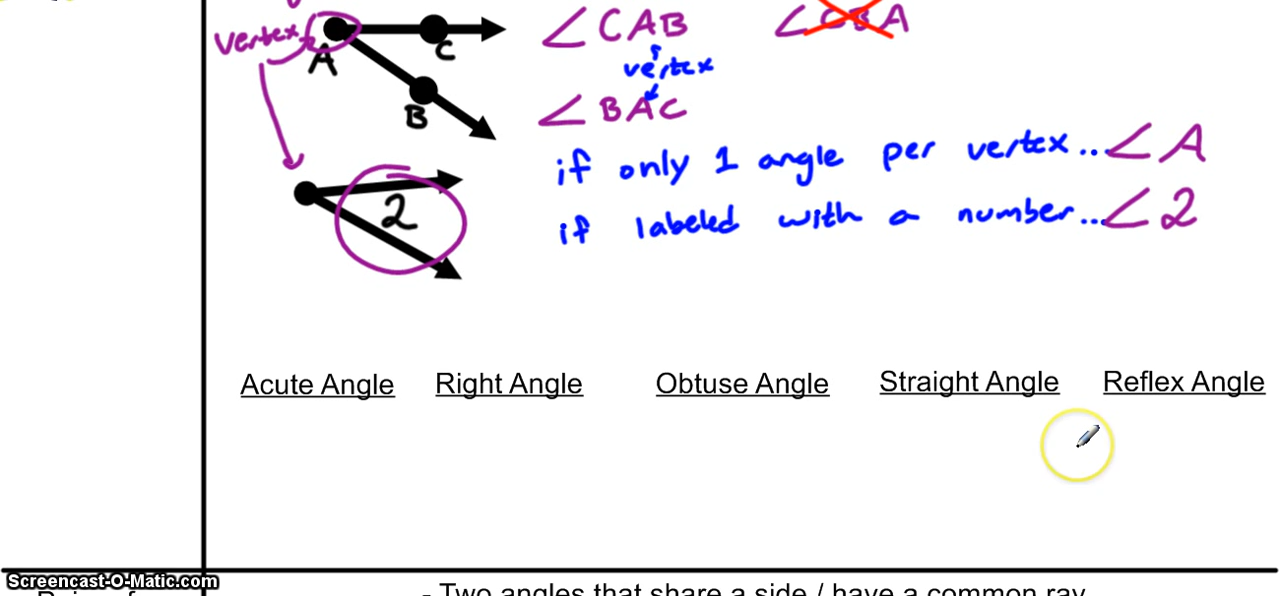 ∠CAB ∠CBA
vertex
A C
vertex
B
∠BAC
if only 1 angle per vertex...∠A
2
if labeled with a number...∠2
Acute Angle Right Angle Obtuse Angle Straight Angle Reflex Angle
Screencast-O-Matic.com
- Two angles that share a side / have a common ray